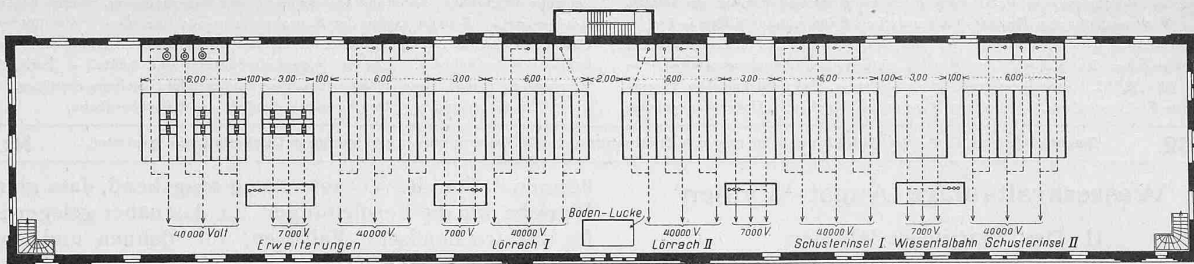 6,00 1,00 3,00 1,00 6,00 3,00 6,00 2,00 6,00 3,00 6,00 1,00 3,00 1,00 6,00
Boden-Lucke
40000 Volt 7000 V. 40000 V. 7000 V. 40000 V. 40000 V. 7000 V. 40000 V. 7000 V. 40000 V.
Erweiterungen Lörrach I Lörrach II Schusterinsel I. Wiesentalbahn Schusterinsel II